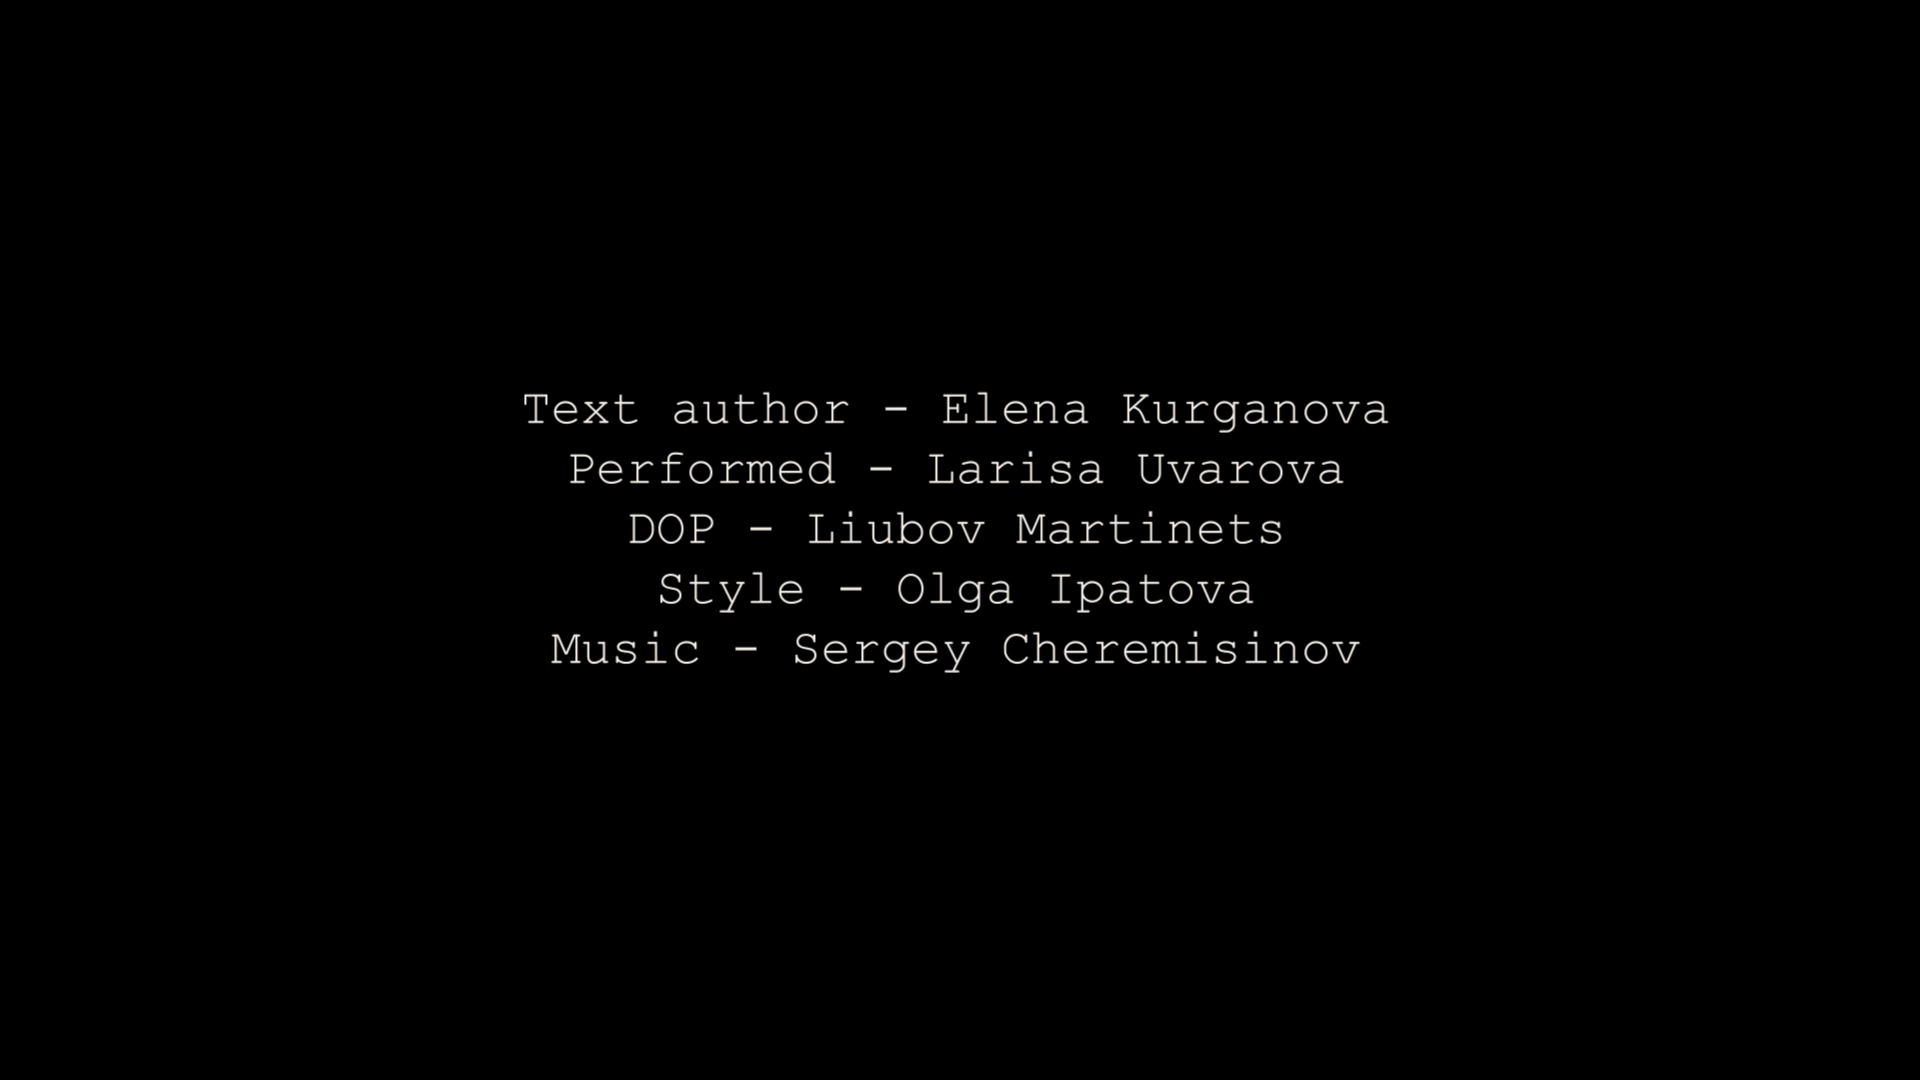 Text author - Elena Kurganova
Performed - Larisa Uvarova
DOP - Liubov Martinets
Style - Olga Ipatova
Music - Sergey Cheremisinov